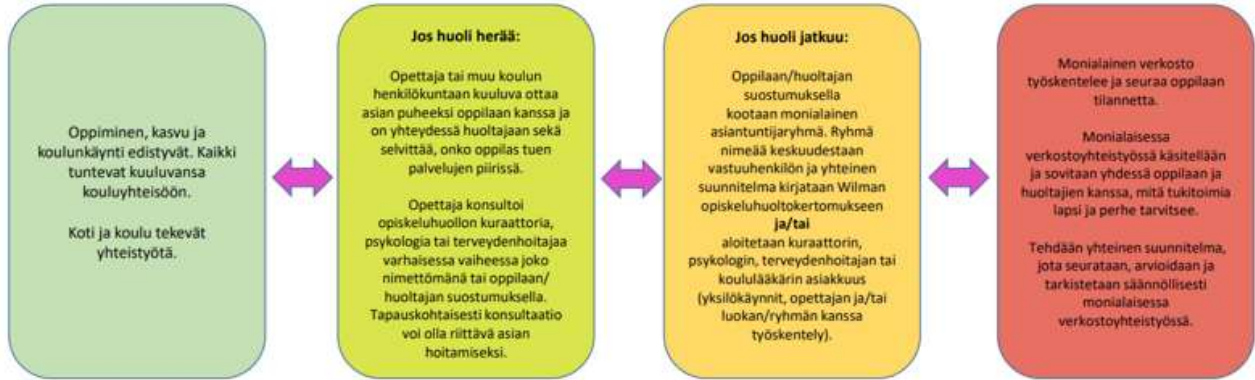 Oppiminen, kasvu ja
koulunkäynti edistyvät. Kaikki
tuntevat kuuluvansa
kouluyhteisöön.
Koti ja koulu tekevät
yhteistyötä.
Jos huoli herää:
Opettaja tai muu koulun
henkilökuntaan kuuluva ottaa
asian puheeksi oppilaan kanssa ja
on yhteydessä huoltajaan sekä
selvittää, onko oppilas tuen
palvelujen piirissä.
Opettaja konsultoi
opiskeluhuollon kuraattoria,
psykologia tai terveydenhoitajaa
varhaisessa vaiheessa joko
nimettömänä tai oppilaan/
huoltajan suostumuksella.
Tapauskohtaisesti konsultaatio
voi olla riittävä asian
hoitamiseksi.
Jos huoli jatkuu:
Oppilaan/huoltajan
suostumuksella
kootaan monialainen
asiantuntijaryhmä. Ryhmä
nimeää keskuudestaan
vastuuhenkilön ja yhteinen
suunnitelma kirjataan Wilman
opiskeluhuoltokertomukseen
ja/tai
aloitetaan kuraattorin,
psykologin, terveydenhoitajan tai
koululääkärin asiakkuus
(yksilökäynnit, opettajan ja/tai
luokan/ryhmän kanssa
työskentely).
Monialainen verkosto
työskentelee ja seuraa oppilaan
tilannetta.
Monialaisessa
verkostoyhteistyössä käsitellään
ja sovitaan yhdessä oppilaan ja
huoltajien kanssa, mitä tukitoimia
lapsi ja perhe tarvitsee.
Tehdään yhteinen suunnitelma,
jota seurataan, arvioidaan ja
tarkistetaan säännöllisesti
monialaisessa
verkostoyhteistyössä.